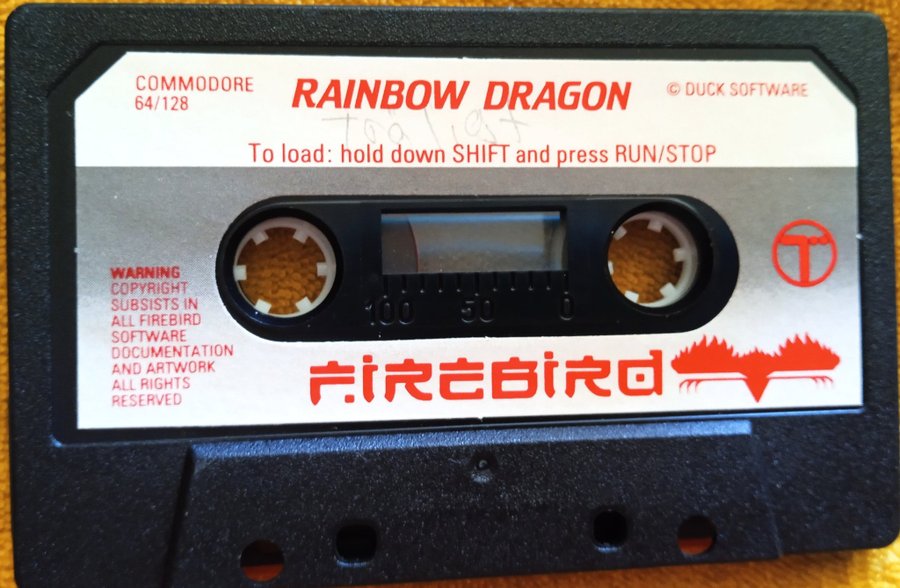 COMMODORE
64/128
RAINBOW DRAGON
© DUCK SOFTWARE
To load: hold down SHIFT and press RUN/STOP
WARNING
COPYRIGHT
SUBSISTS IN
ALL FIREBIRD
SOFTWARE
DOCUMENTATION
AND ARTWORK
ALL RIGHTS
RESERVED
100 50 0
T
FIREBIRD